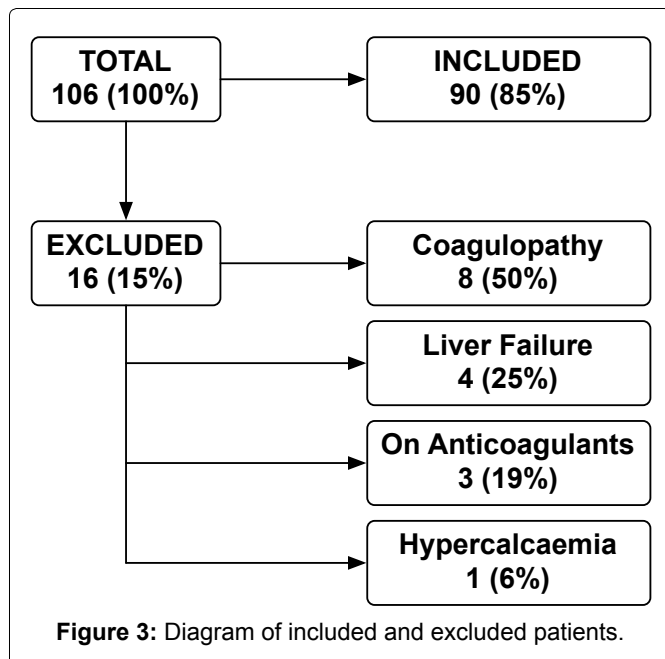 TOTAL
106 (100%)
INCLUDED
90 (85%)
EXCLUDED
16 (15%)
Coagulopathy
8 (50%)
Liver Failure
4 (25%)
On Anticoagulants
3 (19%)
Hypercalcaemia
1 (6%)
Figure 3: Diagram of included and excluded patients.